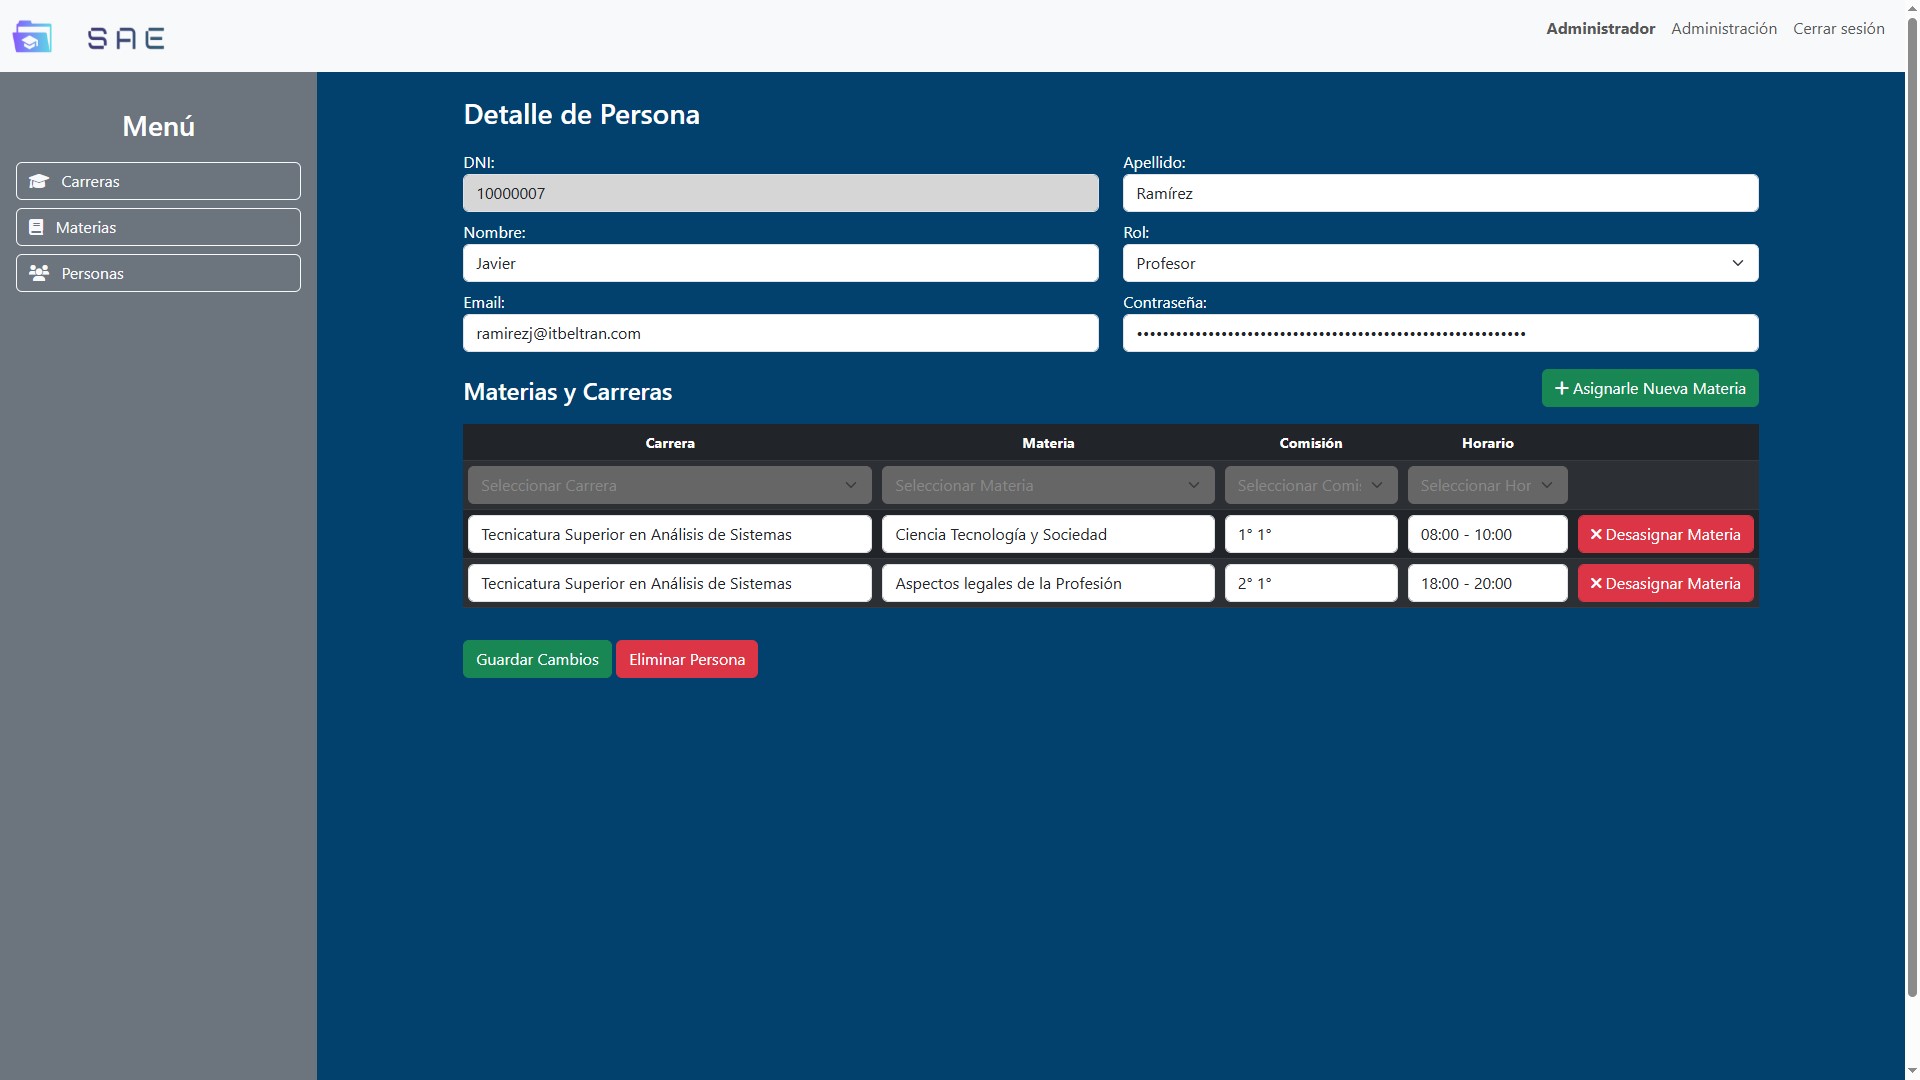 SAE
Administrador Administración Cerrar sesión
Menú
Carreras
Materias
Personas
Detalle de Persona
DNI: Apellido:
10000007 Ramírez
Nombre: Rol:
Javier Profesor
Email: Contraseña:
ramirezj@itbeltran.com ••••••••••••••••••••••••••••••••••••••••••••••••••••••••••••
Materias y Carreras Asignarle Nueva Materia
Carrera Materia Comisión Horario
Seleccionar Carrera Seleccionar Materia Seleccionar Comi Seleccionar Hor
Tecnicatura Superior en Análisis de Sistemas Ciencia Tecnología y Sociedad 1° 1° 08:00 - 10:00 Desasignar Materia
Tecnicatura Superior en Análisis de Sistemas Aspectos legales de la Profesión 2° 1° 18:00 - 20:00 Desasignar Materia
Guardar Cambios Eliminar Persona